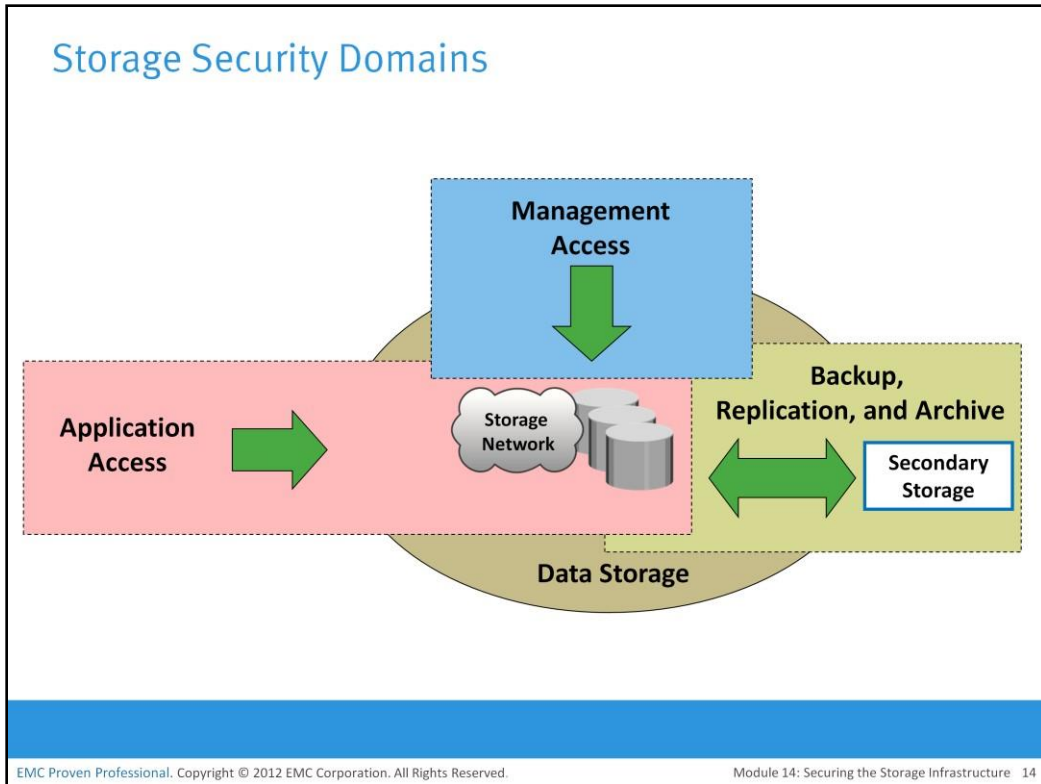 Storage Security Domains
Management
Access
Application
Access
Storage
Network
Backup,
Replication, and Archive
Secondary
Storage
Data Storage
EMC Proven Professional. Copyright © 2012 EMC Corporation. All Rights Reserved.
Module 14: Securing the Storage Infrastructure 14